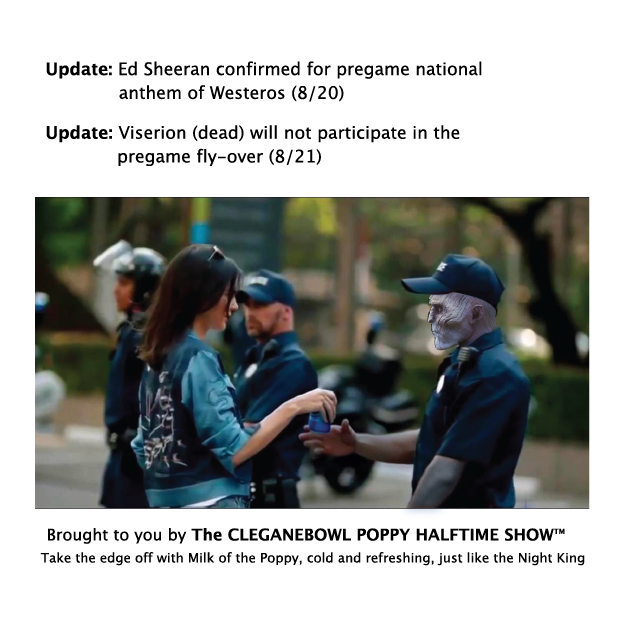 Update: Ed Sheeran confirmed for pregame national
anthem of Westeros (8/20)
Update: Viserion (dead) will not participate in the
pregame fly-over (8/21)
Brought to you by The CLEGANEBOWL POPPY HALFTIME SHOW™
Take the edge off with Milk of the Poppy, cold and refreshing, just like the Night King